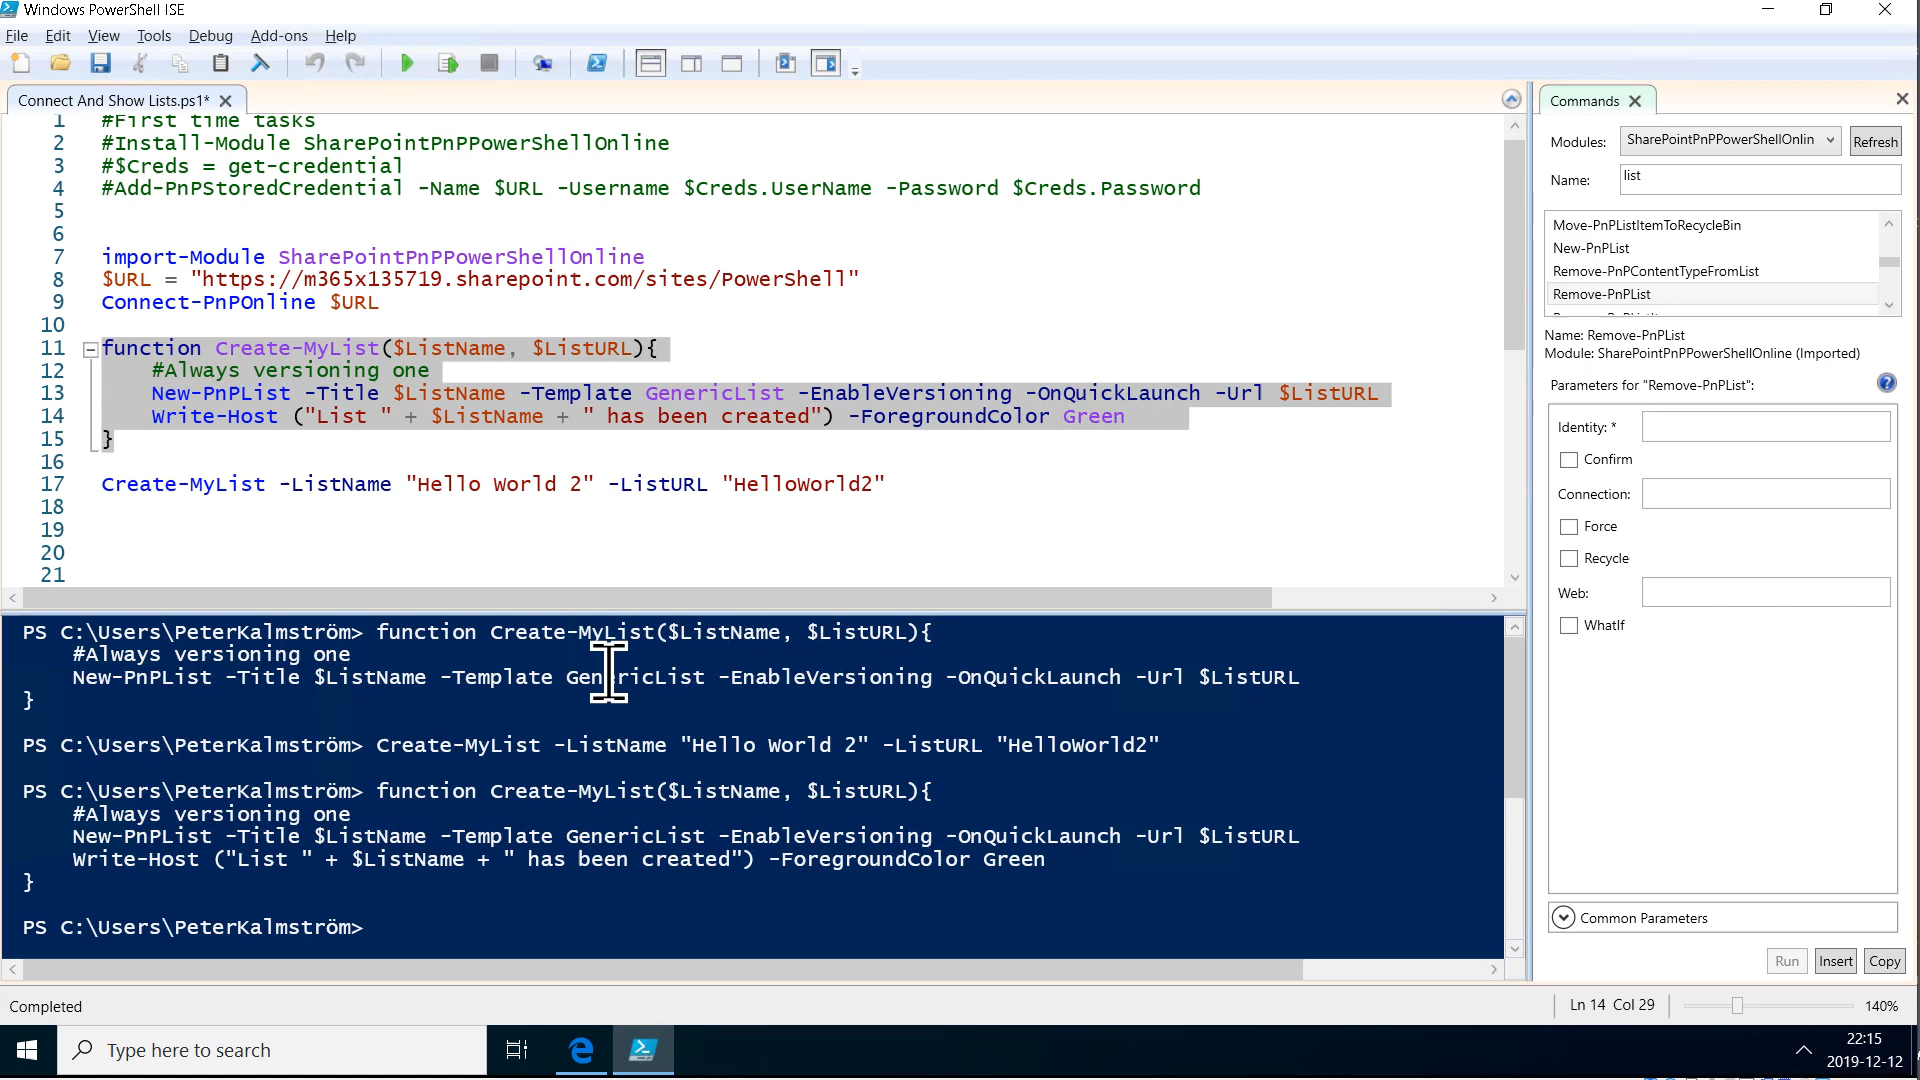 Windows PowerShell ISE
File Edit View Tools Debug Add-ons Help
Connect And Show Lists.ps1*
1 #First time tasks
2 #Install-Module SharePointPnPPowerShellOnline
3 #$Creds = get-credential
4 #Add-PnPStoredCredential -Name $URL -Username $Creds.UserName -Password $Creds.Password
5
6
7 import-Module SharePointPnPPowerShellOnline
8 $URL = "https://m365x135719.sharepoint.com/sites/PowerShell"
9 Connect-PnPOnline $URL
10
11 function Create-MyList($ListName, $ListURL){
12 #Always versioning one
13 New-PnPList -Title $ListName -Template GenericList -EnableVersioning -OnQuickLaunch -Url $ListURL
14 Write-Host ("List " + $ListName + " has been created") -ForegroundColor Green
15 }
16
17 Create-MyList -ListName "Hello World 2" -ListURL "HelloWorld2"
18
19
20
21
PS C:\Users\PeterKalmström> function Create-MyList($ListName, $ListURL){
#Always versioning one
New-PnPList -Title $ListName -Template GenericList -EnableVersioning -OnQuickLaunch -Url $ListURL
}
PS C:\Users\PeterKalmström> Create-MyList -ListName "Hello World 2" -ListURL "HelloWorld2"
PS C:\Users\PeterKalmström> function Create-MyList($ListName, $ListURL){
#Always versioning one
New-PnPList -Title $ListName -Template GenericList -EnableVersioning -OnQuickLaunch -Url $ListURL
Write-Host ("List " + $ListName + " has been created") -ForegroundColor Green
}
PS C:\Users\PeterKalmström>
Commands
Modules: SharePointPnPPowerShellOnlin Refresh
Name: list
Move-PnPListItemToRecycleBin
New-PnPList
Remove-PnPContentTypeFromList
Remove-PnPList
Name: Remove-PnPList
Module: SharePointPnPPowerShellOnline (Imported)
Parameters for "Remove-PnPList":
Identity: *
Confirm
Connection:
Force
Recycle
Web:
WhatIf
Common Parameters
Run Insert Copy
Completed
Ln 14 Col 29
140%
Type here to search
22:15
2019-12-12